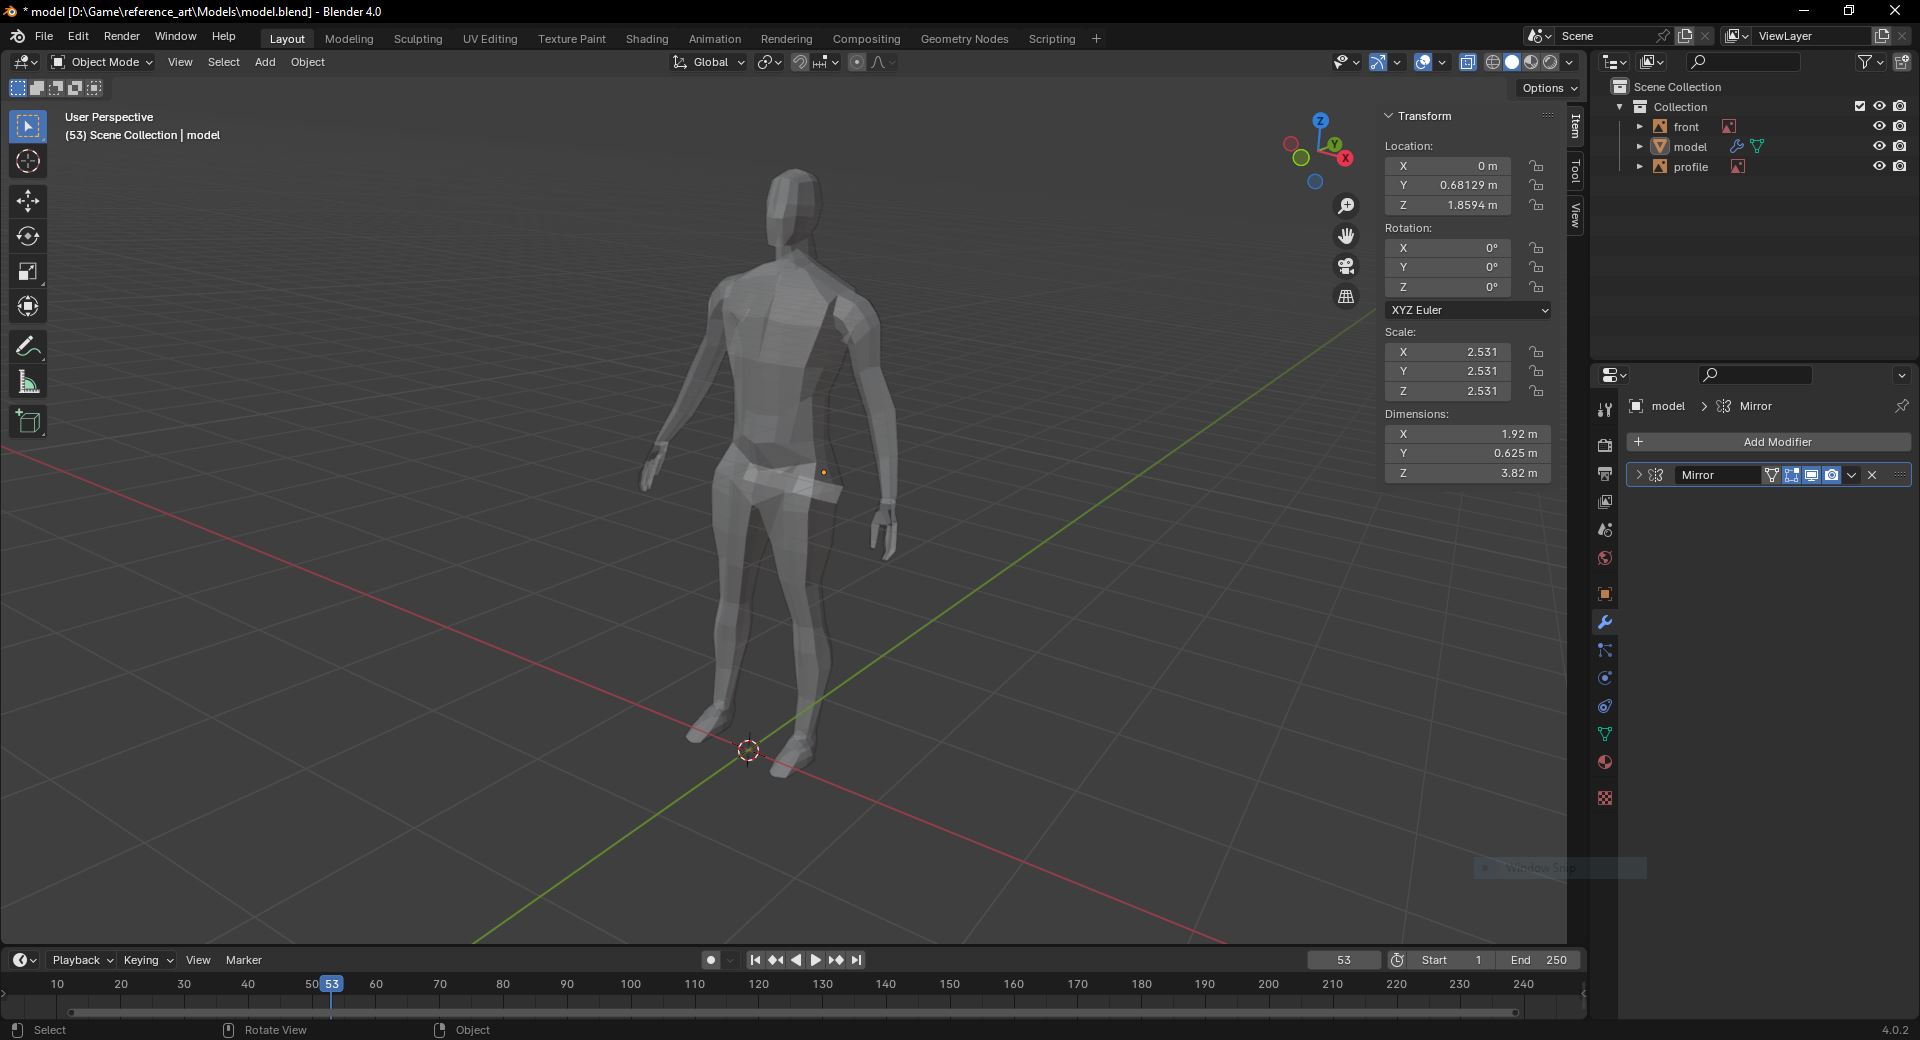 * model [D:\Game\reference_art\Models\model.blend] - Blender 4.0
File Edit Render Window Help Layout Modeling Sculpting UV Editing Texture Paint Shading Animation Rendering Compositing Geometry Nodes Scripting + Scene ViewLayer
Object Mode View Select Add Object Global
Options
User Perspective
(53) Scene Collection | model
Z
Y
X
Transform
Location:
X 0 m
Y 0.68129 m
Z 1.8594 m
Rotation:
X 0°
Y 0°
Z 0°
XYZ Euler
Scale:
X 2.531
Y 2.531
Z 2.531
Dimensions:
X 1.92 m
Y 0.625 m
Z 3.82 m
Item
Tool
View
Scene Collection
Collection
front
model
profile
model > Mirror
+ Add Modifier
Mirror
Window Snip
Playback Keying View Marker 53 Start 1 End 250
10 20 30 40 50 53 60 70 80 90 100 110 120 130 140 150 160 170 180 190 200 210 220 230 240
Select Rotate View Object 4.0.2